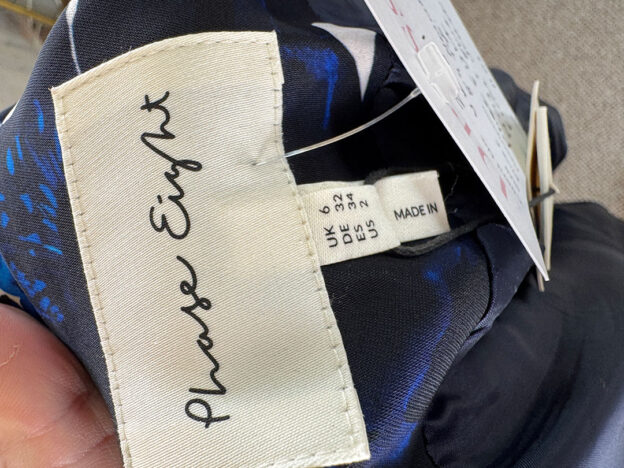 Phase Eight
UK 6
DE 32
ES 34
US 2
MADE IN